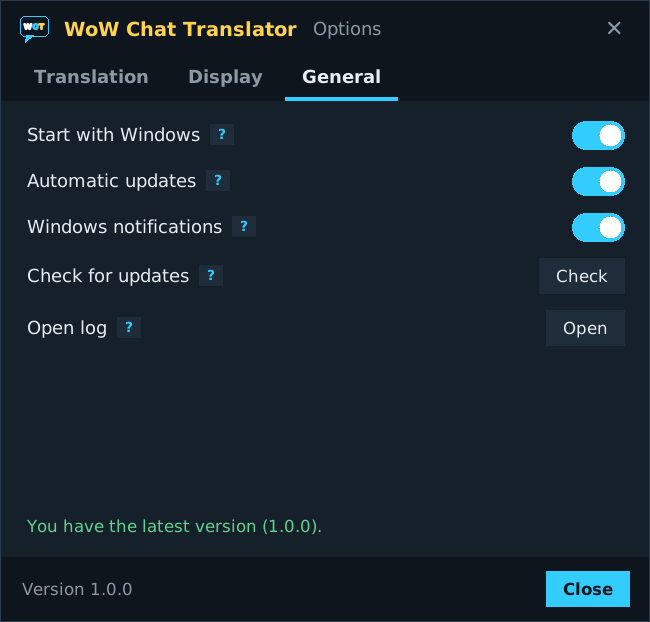 WOT WoW Chat Translator Options ✕
Translation Display General
Start with Windows ?
Automatic updates ?
Windows notifications ?
Check for updates ? Check
Open log ? Open
You have the latest version (1.0.0).
Version 1.0.0 Close